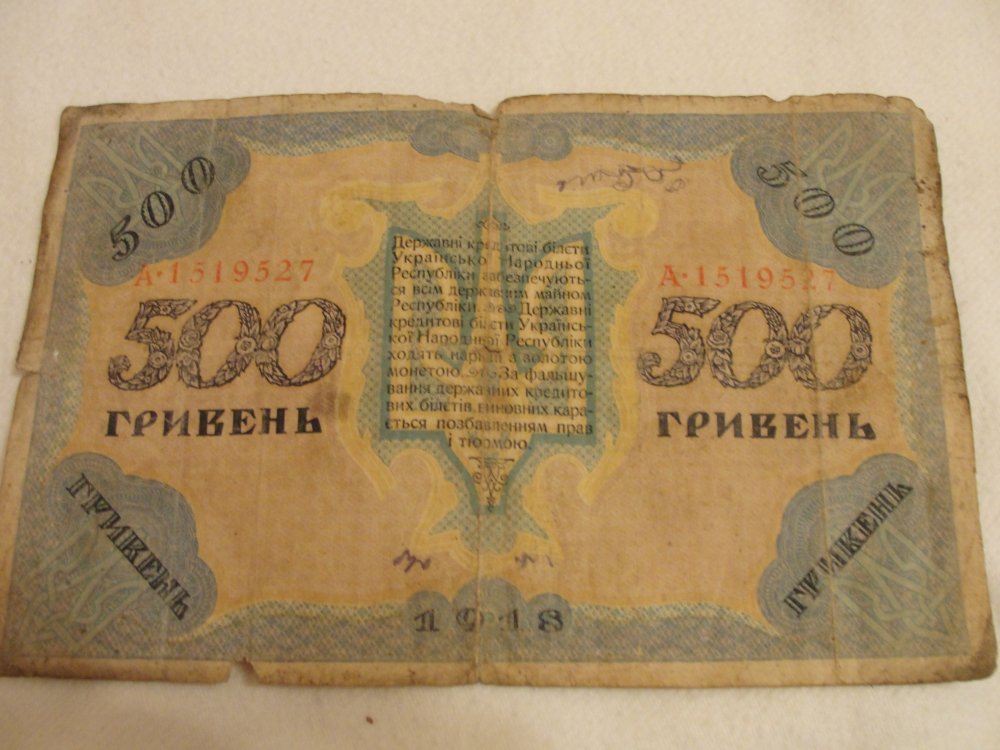 500
500
Державні кредитові білєти
Української Народньої
Республіки забезпечують-
ся всім державним майном
Республіки. Державні
кредитові білєти Українсь-
кої Народньої Республіки
ходять нарівні з золотою
монетою. За фальшу-
вання державних кредито-
вих білєтів виновних кара-
ється позбавленням прав
і тюрмою.
А·1519527
А·1519527
500
500
ГРИВЕНЬ
ГРИВЕНЬ
ГРИВЕНЬ
ГРИВЕНЬ
1918